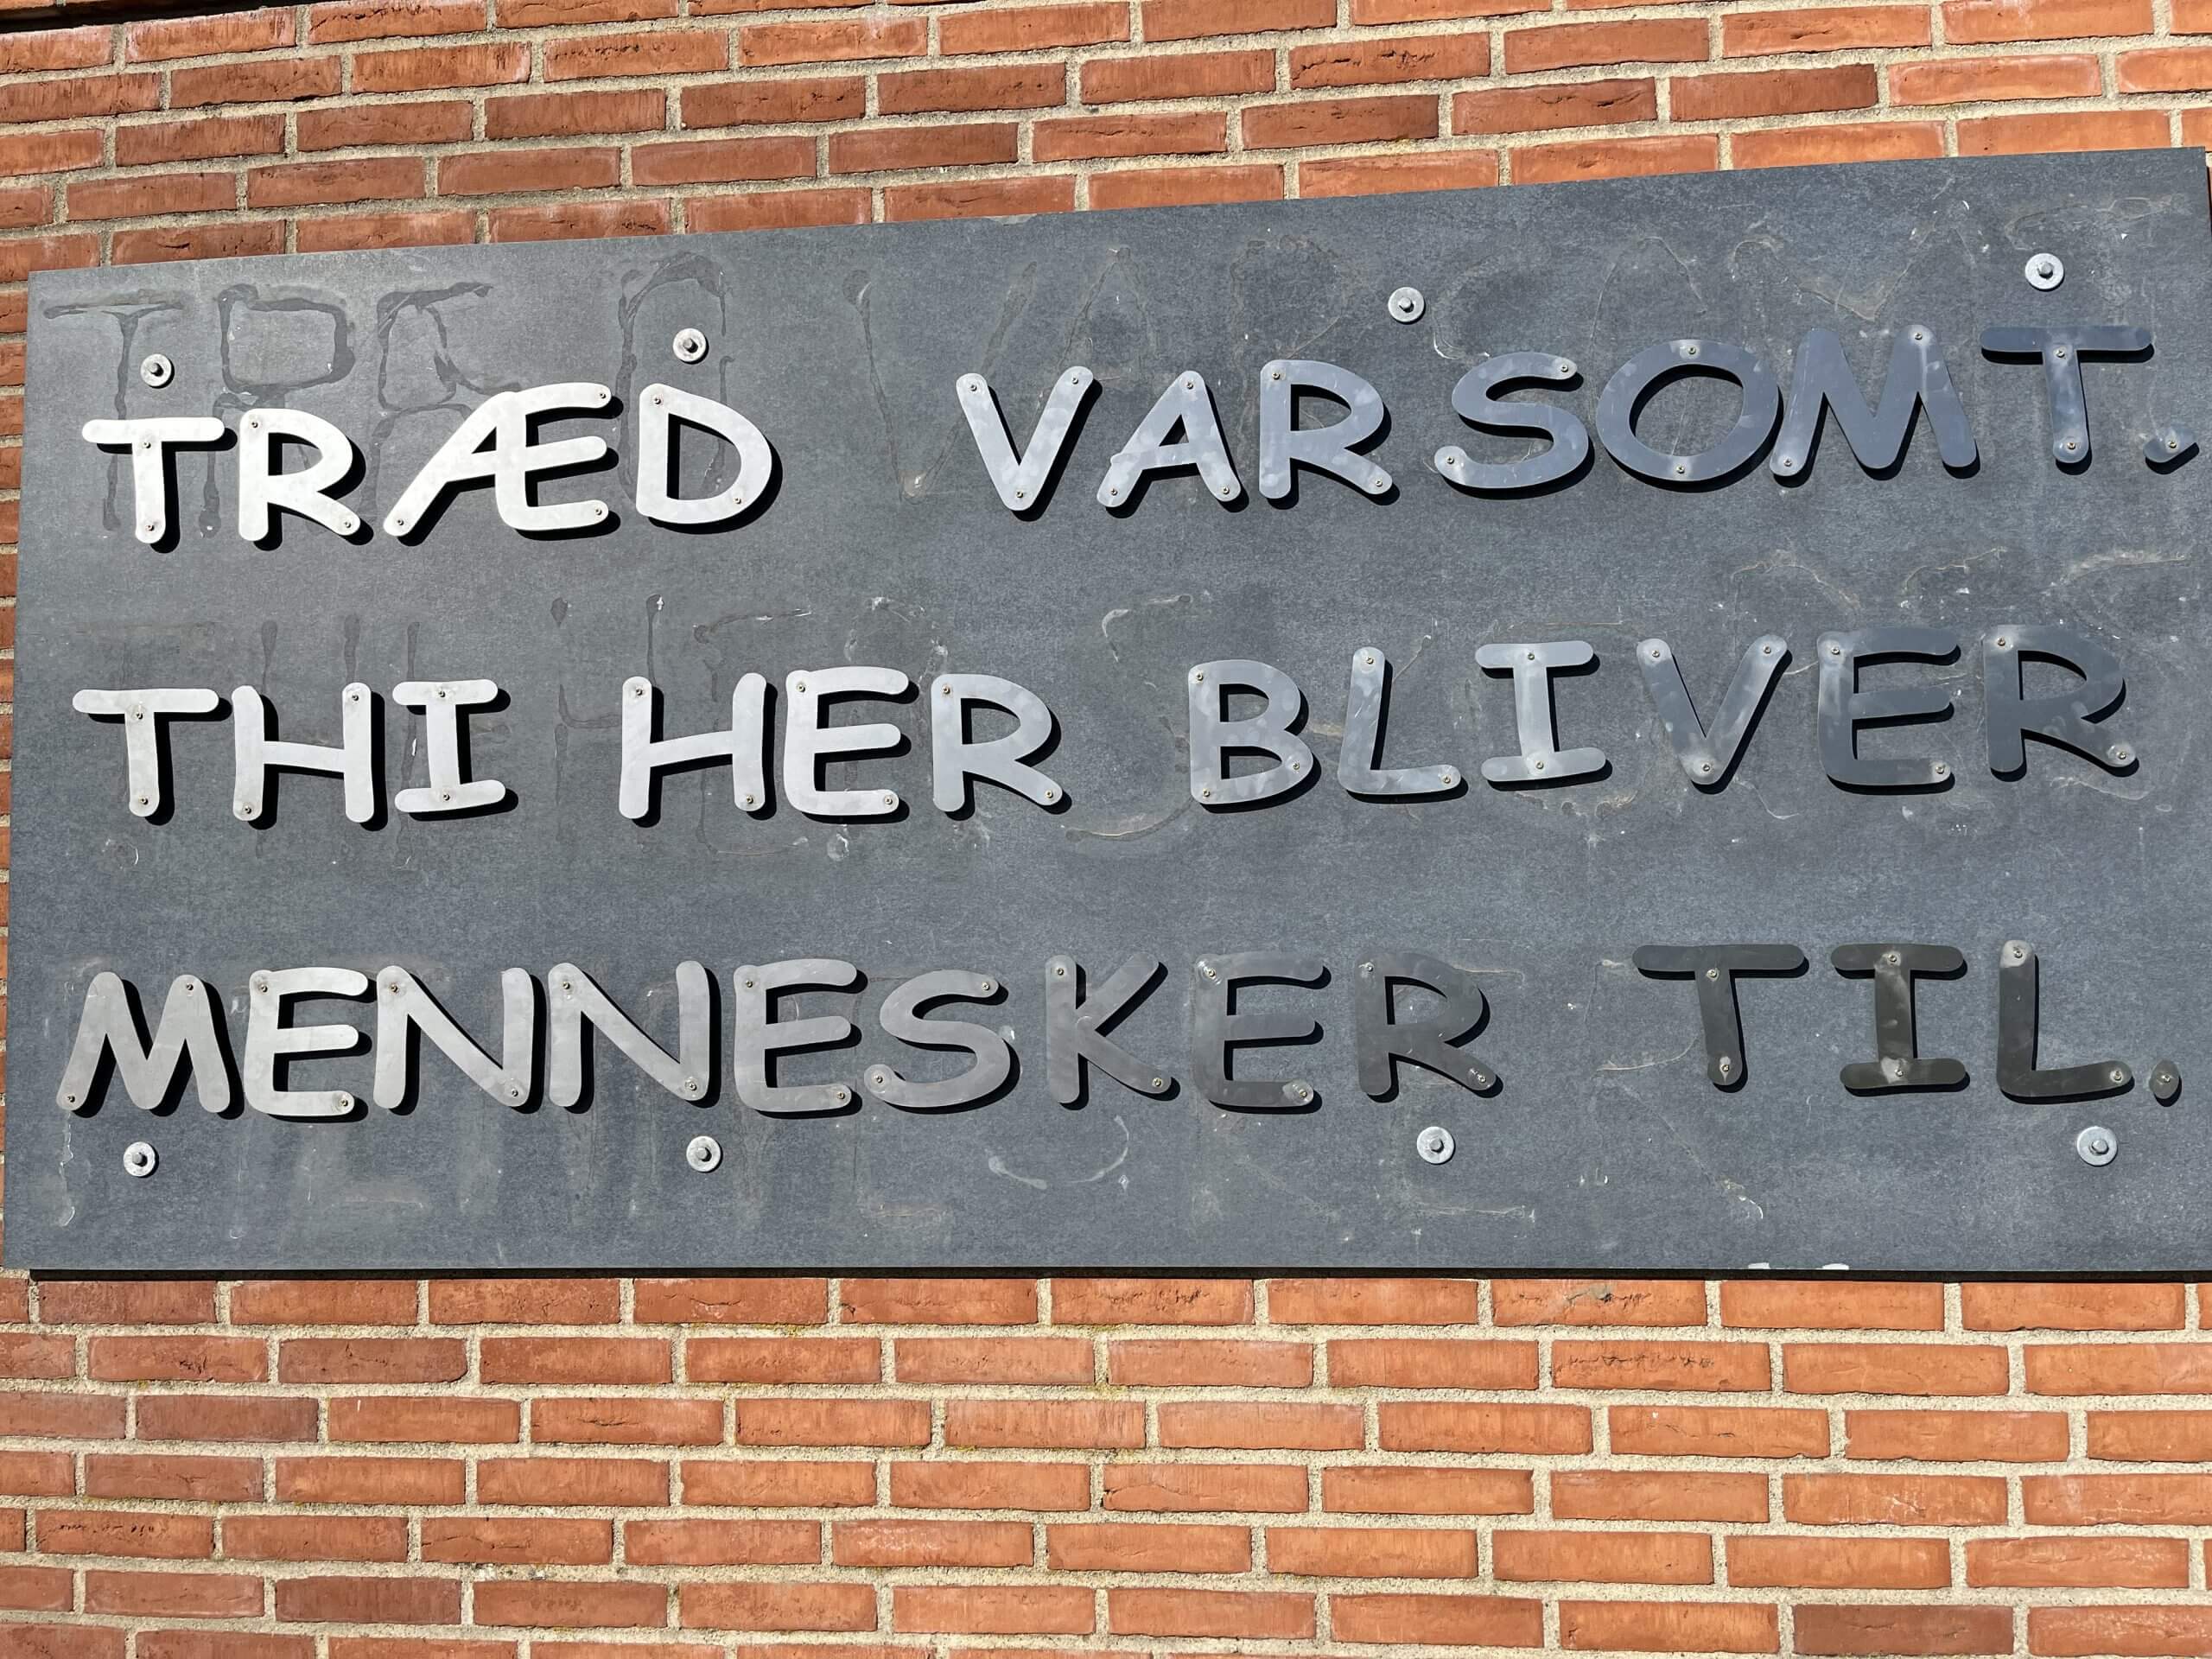 TRÆD VARSOMT.
THI HER BLIVER
MENNESKER TIL.